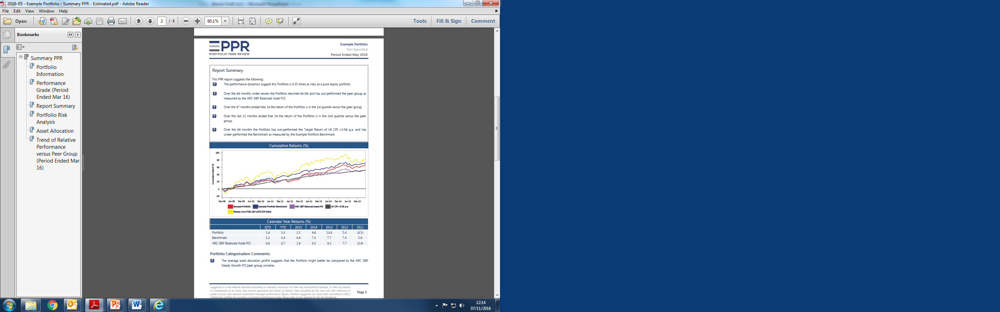 2016-05 - Example Portfolio - Summary PPR - Estimated.pdf - Adobe Reader
File Edit View Window Help
Open 2 / 4 60.1% Tools Fill & Sign Comment
Bookmarks
Summary PPR
Portfolio
Information
Performance
Grade (Period
Ended Mar 16)
Report Summary
Portfolio Risk
Analysis
Asset Allocation
Trend of Relative
Performance
versus Peer Group
(Period Ended Mar
16)
PPR
PORTFOLIO PEER REVIEW
Example Portfolio
Not Specified
Period Ended May 2016
Report Summary
This PPR report suggests the following:
The performance dynamics suggest this Portfolio is 0.55 times as risky as a pure equity portfolio.
Over the 89 months under review the Portfolio returned 66.3% and has out-performed the peer group as
measured by the ARC GBP Balanced Asset PCI.
Over the 87 months ended Mar 16 the return of the Portfolio is in the 1st quartile versus the peer group.
Over the last 12 months ended Mar 16 the return of the Portfolio is in the 2nd quartile versus the peer
group.
Over the 89 months the Portfolio has out-performed the Target Return of UK CPI +3.5% p.a. and has
under-performed the Benchmark as measured by the Example Portfolio Benchmark.
Cumulative Returns (%)
Cumulative Return %
100
80
60
40
20
0
-20
Dec 08 Jun 09 Dec 09 Jun 10 Dec 10 Jun 11 Dec 11 Jun 12 Dec 12 Jun 13 Dec 13 Jun 14 Dec 14 Jun 15 Dec 15
Example Portfolio Example Portfolio Benchmark ARC GBP Balanced Asset PCI UK CPI +3.5% p.a.
iShares Core FTSE 100 UCITS ETF (Dist)
Calendar Year Returns (%)
QTD YTD 2015 2014 2013 2012 2011
Portfolio 1.9 2.3 2.5 9.8 13.8 5.4 (0.5)
Benchmark 1.2 3.4 0.8 7.3 7.7 7.4 5.6
ARC GBP Balanced Asset PCI 0.8 0.7 1.9 4.5 9.2 7.7 (2.9)
Portfolio Categorisation Comments:
The average asset allocation profile suggests that the Portfolio might better be compared to the ARC GBP
Steady Growth PCI peer group universe.
Suggestus is a free website devoted exclusively to research, and does not offer any transactional facilities, or offer any advice
on investments to its users. Any reports generated are based on historic data compiled by the user and with reference to
public sources and relevant investment manager performance figures. Neither Suggestus nor Asset Risk Consultants ('ARC')
Limited has verified the monthly or quarterly performance data. Please refer to the website for the full disclaimer.
Page 2
12:14
07/11/2016